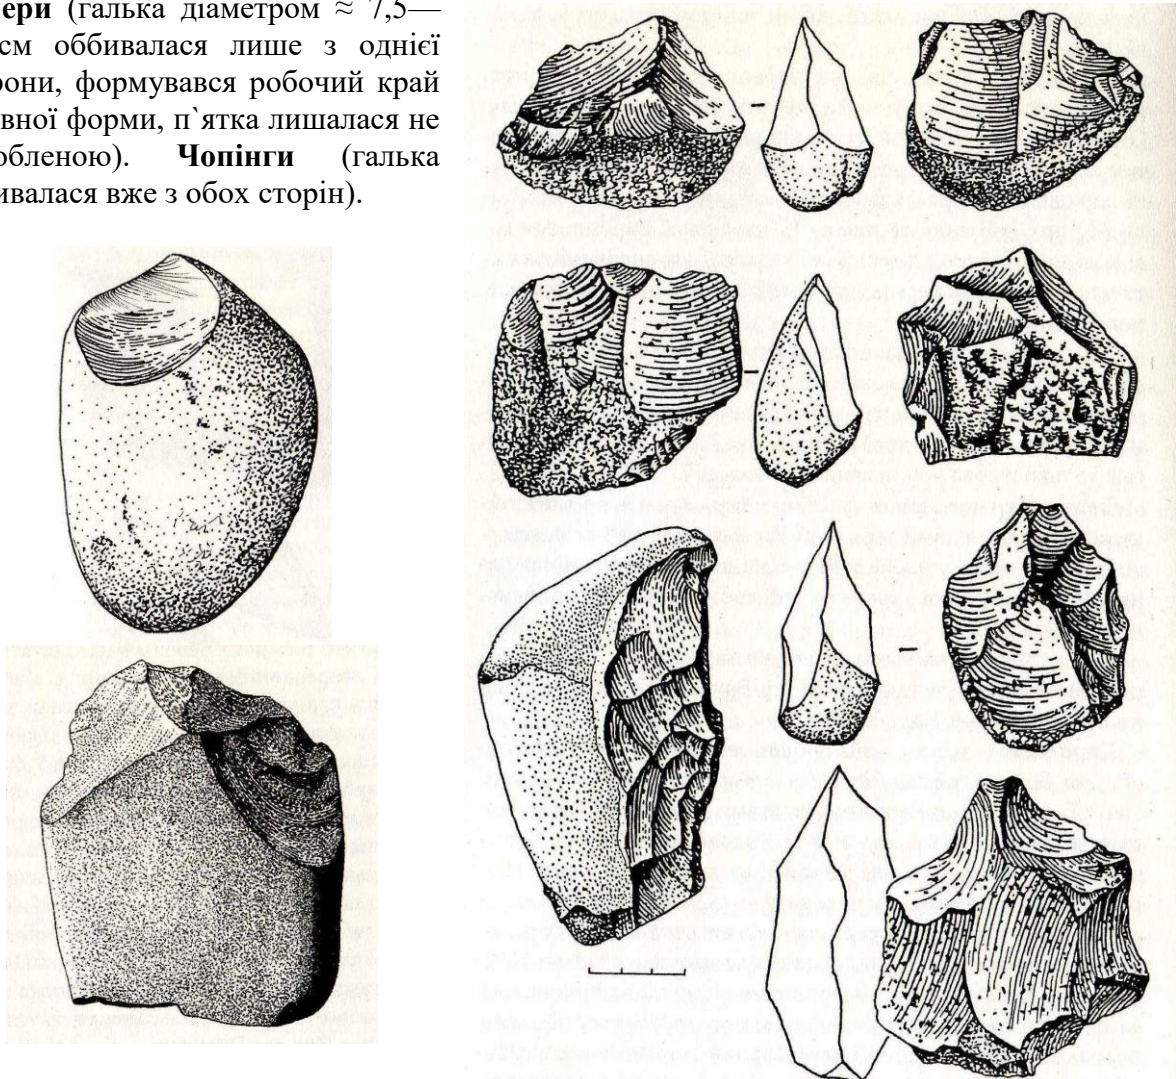 ери (галька діаметром ≈ 7,5—
см оббивалася лише з однієї
рони, формувався робочий край
вної форми, п`ятка лишалася не
обленою). Чопінги (галька
ивалася вже з обох сторін).